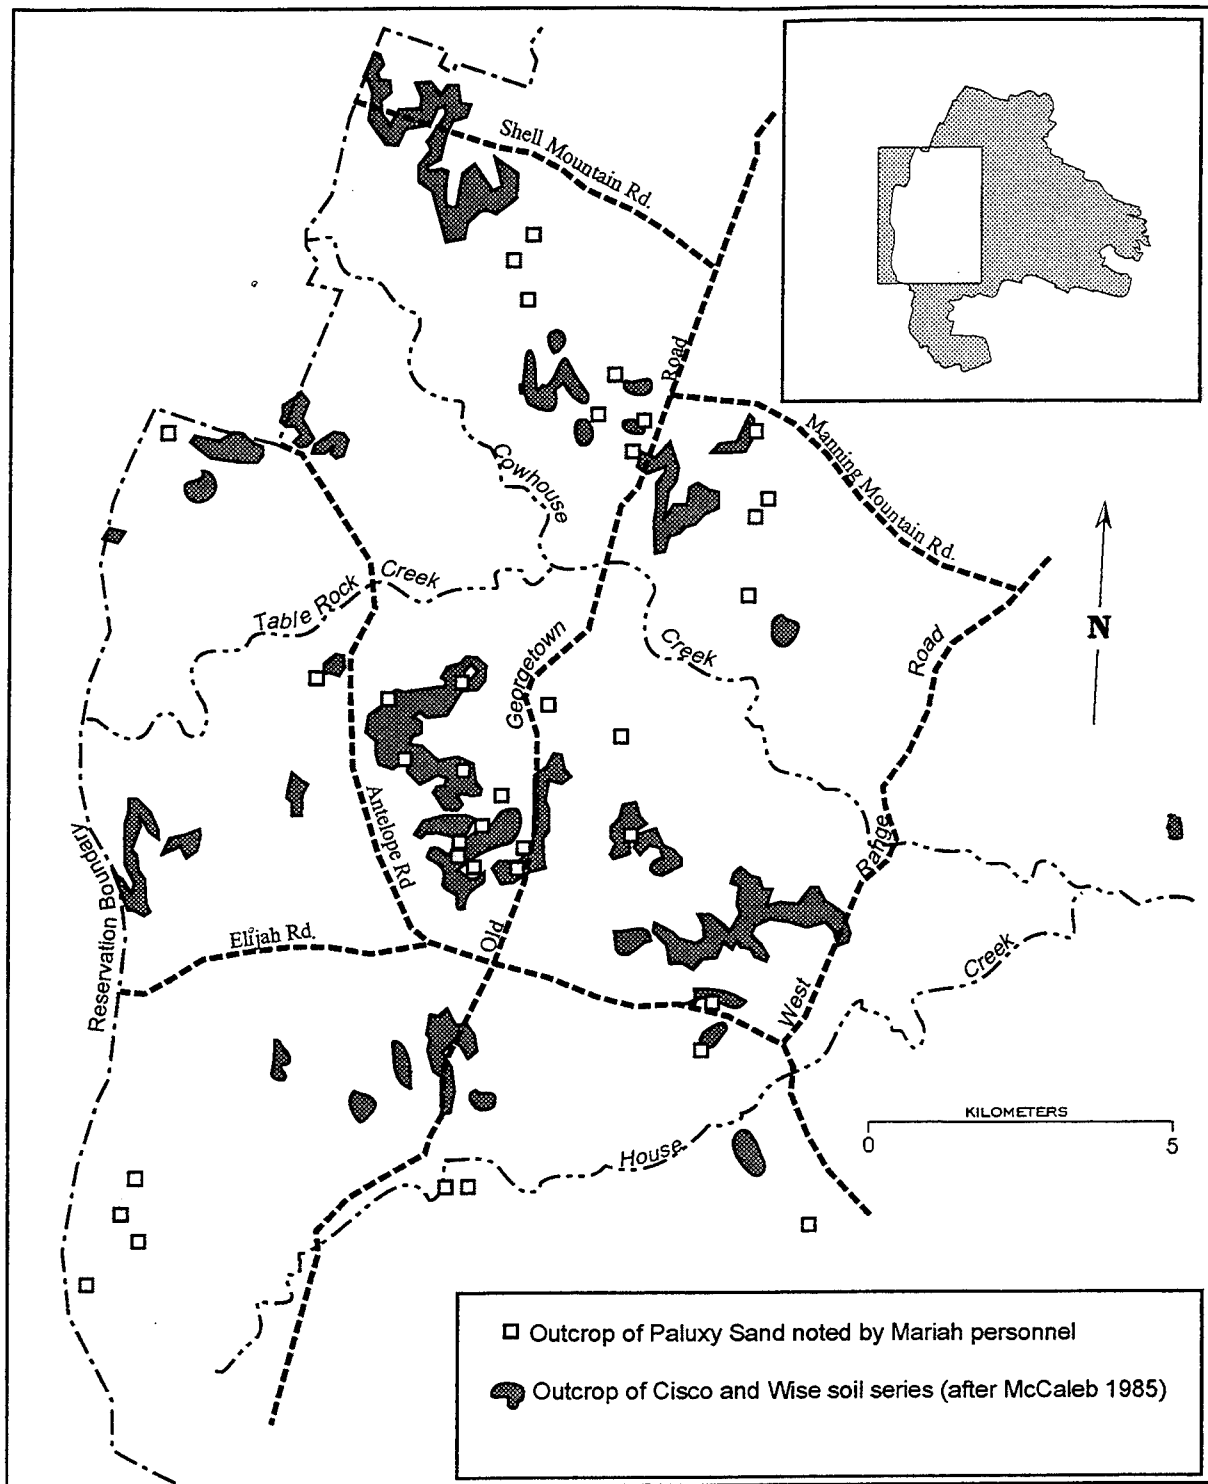 Shell Mountain Rd.
Road
Manning Mountain Rd.
Cowhouse
Creek
Table Rock
Creek
Georgetown
Road
N
Antelope Rd
Range
Reservation Boundary
Elijah Rd.
Old
Creek
West
KILOMETERS
0 5
House
Outcrop of Paluxy Sand noted by Mariah personnel
Outcrop of Cisco and Wise soil series (after McCaleb 1985)